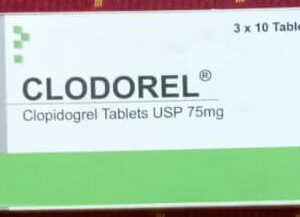 3 x 10 Table
CLODOREL®
Clopidogrel Tablets USP 75mg